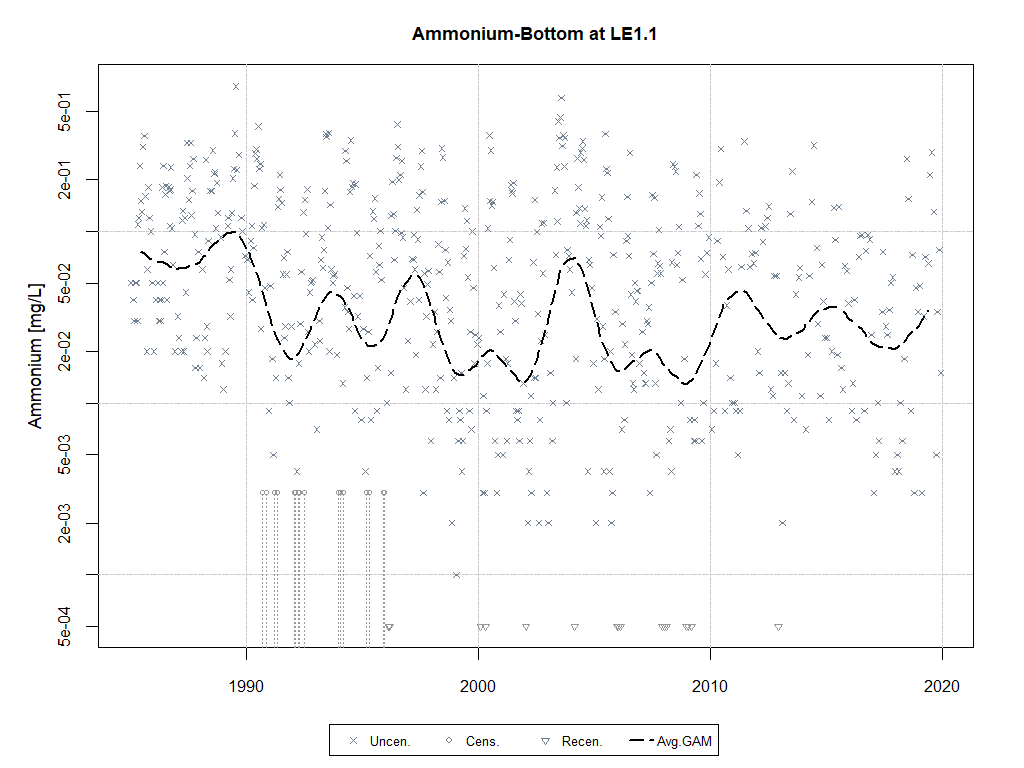 Ammonium-Bottom at LE1.1
Ammonium [mg/L]
5e-01
2e-01
5e-02
2e-02
5e-03
2e-03
5e-04
1990 2000 2010 2020
Uncen. Cens. Recen. Avg.GAM